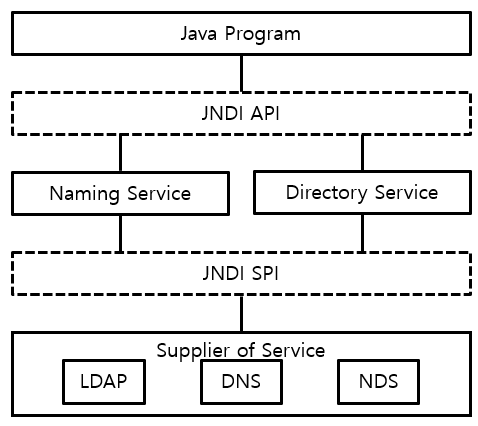 Java Program
JNDI API
Naming Service
Directory Service
JNDI SPI
Supplier of Service
LDAP
DNS
NDS